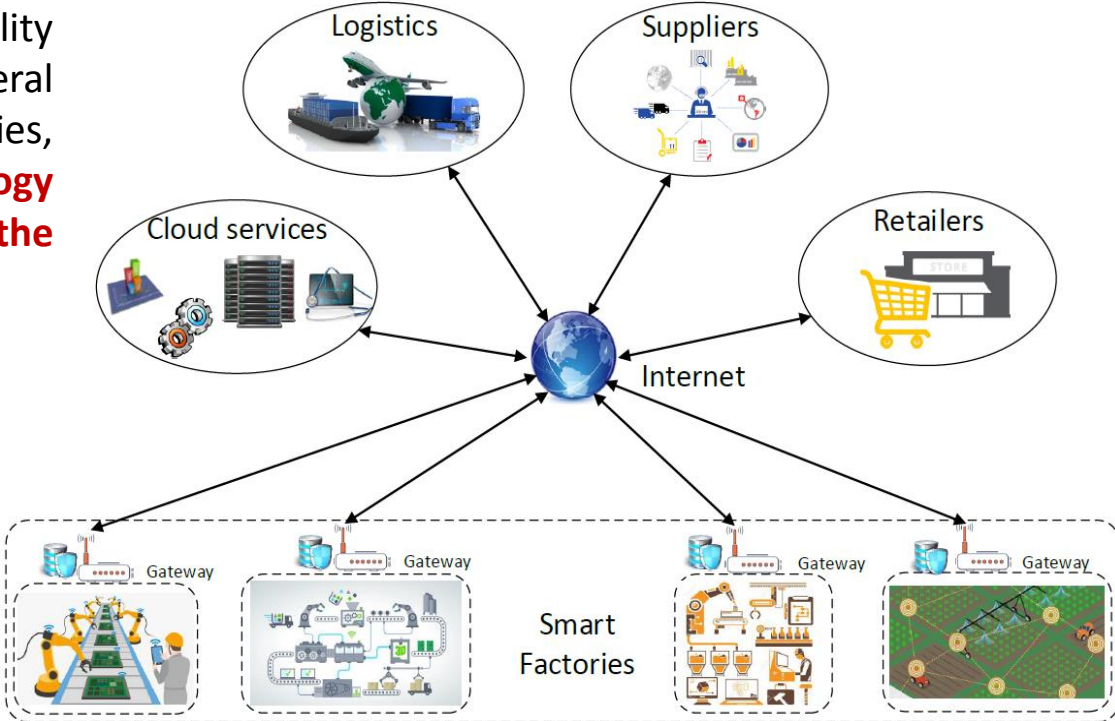 lity
eral
ies,
ogy
the
Logistics
Suppliers
Cloud services
STORE
Retailers
Internet
Gateway
Gateway
Gateway
Gateway
Smart
Factories